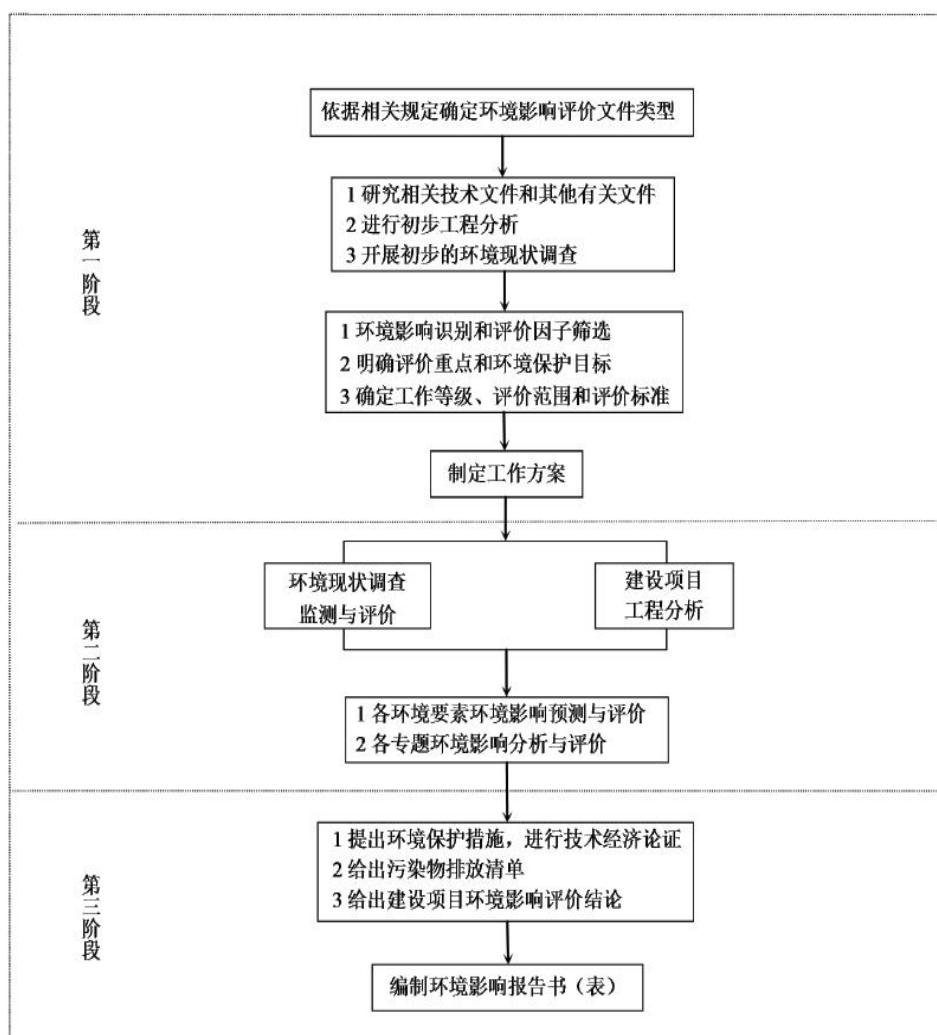 依据相关规定确定环境影响评价文件类型
1 研究相关技术文件和其他有关文件
2 进行初步工程分析
3 开展初步的环境现状调查
第一阶段
1 环境影响识别和评价因子筛选
2 明确评价重点和环境保护目标
3 确定工作等级、评价范围和评价标准
制定工作方案
环境现状调查
监测与评价
建设项目
工程分析
第二阶段
1 各环境要素环境影响预测与评价
2 各专题环境影响分析与评价
1 提出环境保护措施，进行技术经济论证
2 给出污染物排放清单
3 给出建设项目环境影响评价结论
第三阶段
编制环境影响报告书（表）